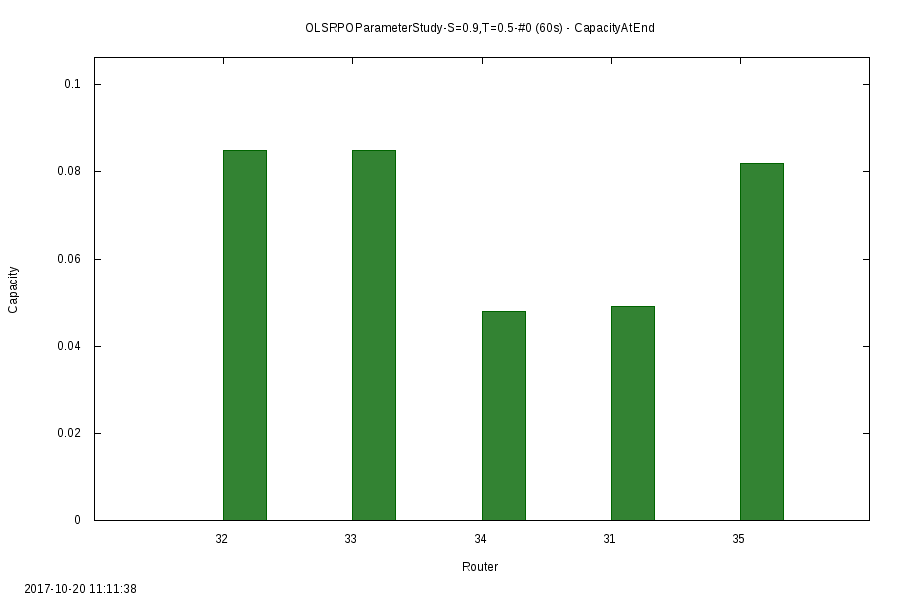 OLSRPOParameterStudy-S=0.9,T=0.5-#0 (60s) - CapacityAtEnd
0.1
0.08
0.06
0.04
0.02
0
Capacity
32 33 34 31 35
Router
2017-10-20 11:11:38